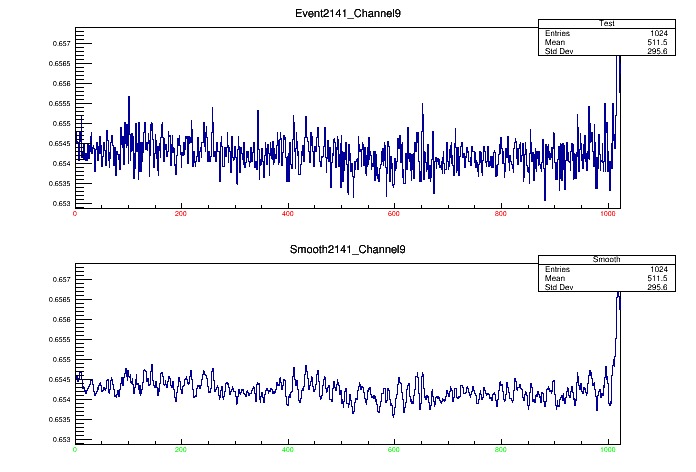 Event2141_Channel9
Test
Entries 1024
Mean 511.5
Std Dev 295.6
0.657
0.6565
0.656
0.6555
0.655
0.6545
0.654
0.6535
0.653
0 200 400 600 800 1000
Smooth2141_Channel9
Smooth
Entries 1024
Mean 511.5
Std Dev 295.6
0.657
0.6565
0.656
0.6555
0.655
0.6545
0.654
0.6535
0.653
0 200 400 600 800 1000